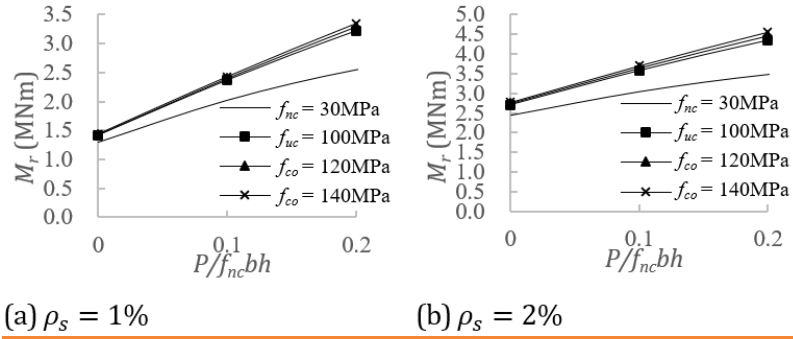 3.5
3.0
2.5
2.0
1.5
1.0
0.5
0.0
M_r (MNm)
f_nc = 30MPa
f_uc = 100MPa
f_co = 120MPa
f_co = 140MPa
0 0.1 0.2
P/f_nc bh
(a) ρ_s = 1%
5.0
4.5
4.0
3.5
3.0
2.5
2.0
1.5
1.0
0.5
0.0
M_r (MNm)
f_nc = 30MPa
f_uc = 100MPa
f_co = 120MPa
f_co = 140MPa
0 0.1 0.2
P/f_nc bh
(b) ρ_s = 2%